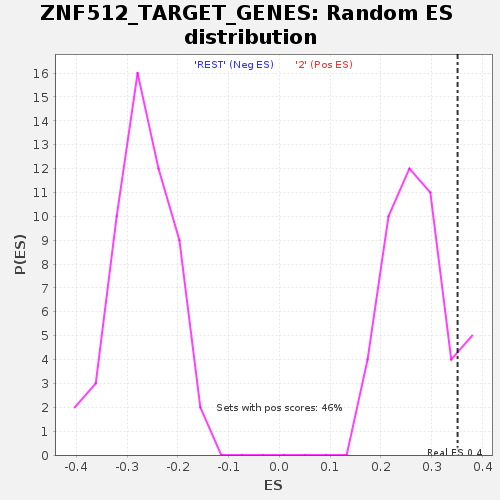 ZNF512_TARGET_GENES: Random ES
distribution
'REST' (Neg ES) '2' (Pos ES)
16
15
14
13
12
11
10
9
8
7
6
5
4
3
2
1
0
P(ES)
Sets with pos scores: 46%
Real ES 0.4
-0.4 -0.3 -0.2 -0.1 0.0 0.1 0.2 0.3 0.4
ES